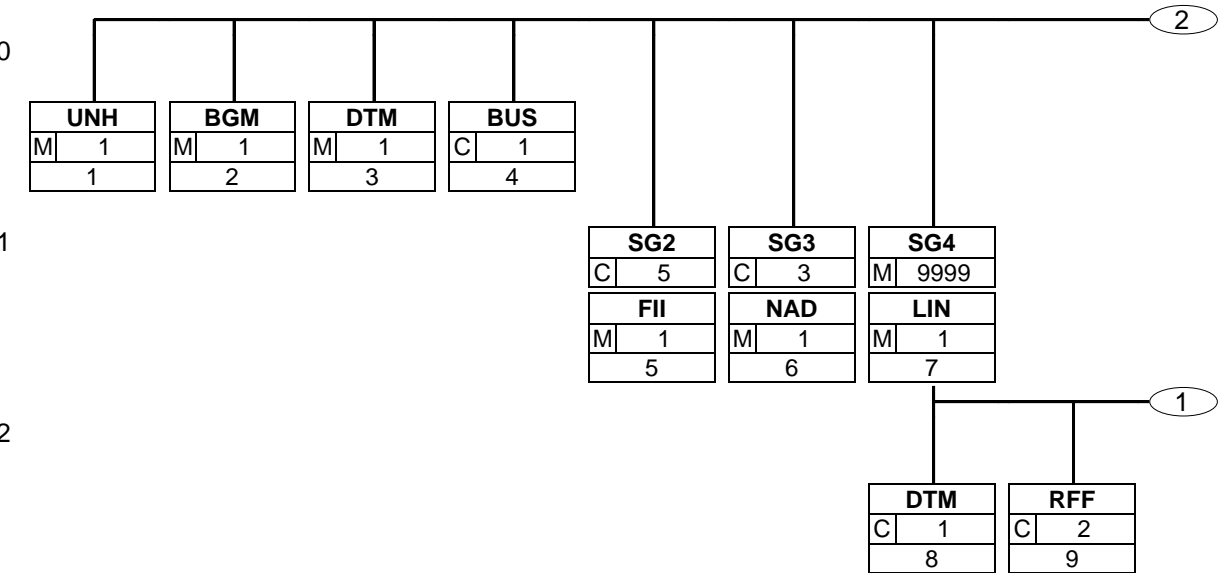 2
0
UNH BGM DTM BUS
M 1 M 1 M 1 C 1
1 2 3 4
1
SG2 SG3 SG4
C 5 C 3 M 9999
FII NAD LIN
M 1 M 1 M 1
5 6 7
1
2
DTM RFF
C 1 C 2
8 9